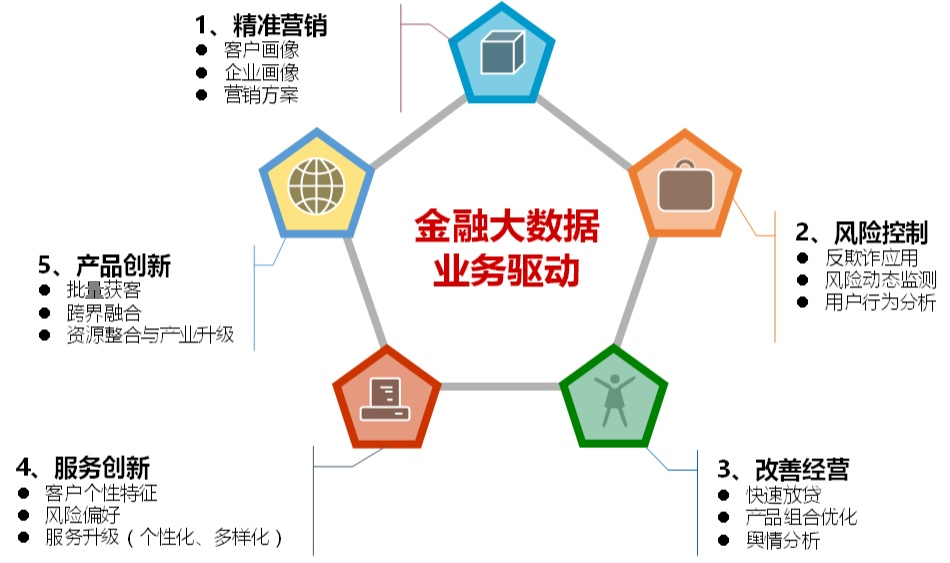 1、精准营销
● 客户画像
● 企业画像
● 营销方案
金融大数据
业务驱动
2、风险控制
● 反欺诈应用
● 风险动态监测
● 用户行为分析
3、改善经营
● 快速放贷
● 产品组合优化
● 舆情分析
4、服务创新
● 客户个性特征
● 风险偏好
● 服务升级（个性化、多样化）
5、产品创新
● 批量获客
● 跨界融合
● 资源整合与产业升级